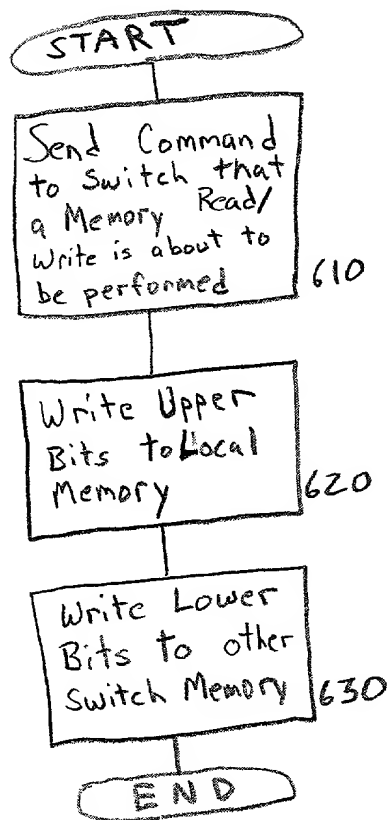 START
Send Command
to Switch that
a Memory Read/
Write is about to
be performed
610
Write Upper
Bits to Local
Memory
620
Write Lower
Bits to other
Switch Memory
630
END